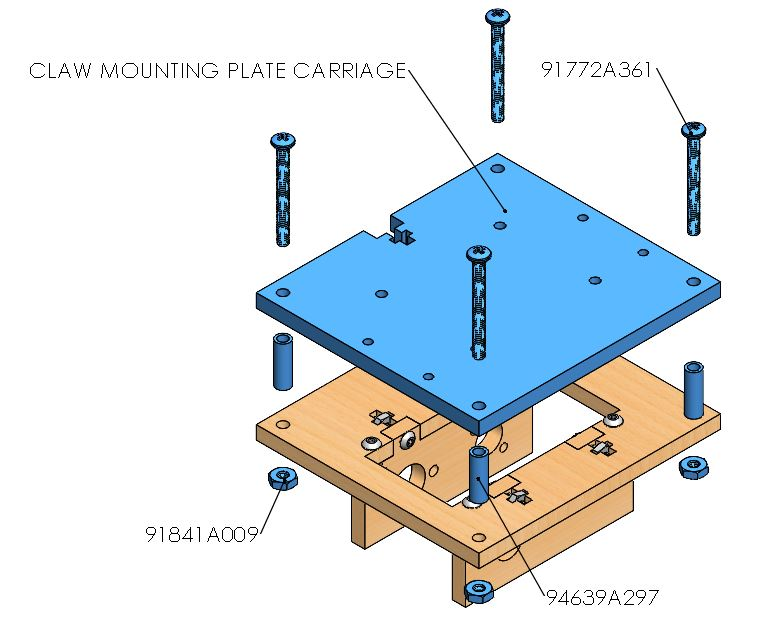 CLAW MOUNTING PLATE CARRIAGE
91772A361
91841A009
94639A297